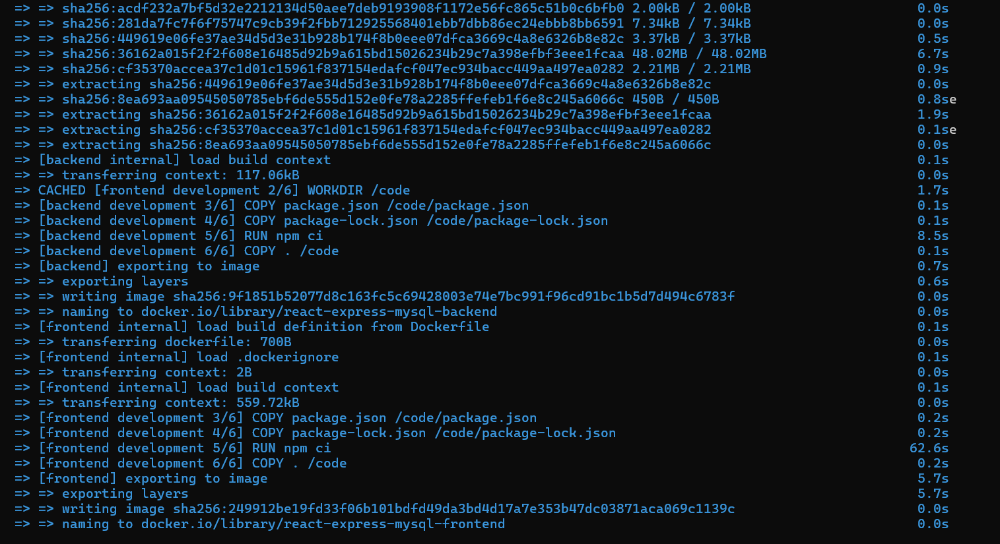 => => sha256:acdf232a7bf5d32e2212134d50aee7deb9193908f1172e56fc865c51b0c6bfb0 2.00kB / 2.00kB 0.0s
=> => sha256:281da7fc7f6f75747c9cb39f2fbb712925568401ebb7dbb86ec24ebbb8bb6591 7.34kB / 7.34kB 0.0s
=> => sha256:449619e06fe37ae34d5d3e31b928b174f8b0eee07dfca3669c4a8e6326b8e82c 3.37kB / 3.37kB 0.5s
=> => sha256:36162a015f2f2f608e16485d92b9a615bd15026234b29c7a398efbf3eee1fcaa 48.02MB / 48.02MB 6.7s
=> => sha256:cf35370accea37c1d01c15961f837154edafcf047ec934bacc449aa497ea0282 2.21MB / 2.21MB 0.9s
=> => extracting sha256:449619e06fe37ae34d5d3e31b928b174f8b0eee07dfca3669c4a8e6326b8e82c 0.0s
=> => sha256:8ea693aa09545050785ebf6de555d152e0fe78a2285ffefeb1f6e8c245a6066c 450B / 450B 0.8se
=> => extracting sha256:36162a015f2f2f608e16485d92b9a615bd15026234b29c7a398efbf3eee1fcaa 1.9s
=> => extracting sha256:cf35370accea37c1d01c15961f837154edafcf047ec934bacc449aa497ea0282 0.1se
=> => extracting sha256:8ea693aa09545050785ebf6de555d152e0fe78a2285ffefeb1f6e8c245a6066c 0.0s
=> [backend internal] load build context 0.1s
=> => transferring context: 117.06kB 0.0s
=> CACHED [frontend development 2/6] WORKDIR /code 1.7s
=> [backend development 3/6] COPY package.json /code/package.json 0.1s
=> [backend development 4/6] COPY package-lock.json /code/package-lock.json 0.1s
=> [backend development 5/6] RUN npm ci 8.5s
=> [backend development 6/6] COPY . /code 0.1s
=> [backend] exporting to image 0.7s
=> => exporting layers 0.6s
=> => writing image sha256:9f1851b52077d8c163fc5c69428003e74e7bc991f96cd91bc1b5d7d494c6783f 0.0s
=> => naming to docker.io/library/react-express-mysql-backend 0.0s
=> [frontend internal] load build definition from Dockerfile 0.1s
=> => transferring dockerfile: 700B 0.0s
=> [frontend internal] load .dockerignore 0.1s
=> => transferring context: 2B 0.0s
=> [frontend internal] load build context 0.1s
=> => transferring context: 559.72kB 0.0s
=> [frontend development 3/6] COPY package.json /code/package.json 0.2s
=> [frontend development 4/6] COPY package-lock.json /code/package-lock.json 0.2s
=> [frontend development 5/6] RUN npm ci 62.6s
=> [frontend development 6/6] COPY . /code 0.2s
=> [frontend] exporting to image 5.7s
=> => exporting layers 5.7s
=> => writing image sha256:249912be19fd33f06b101bdfd49da3bd4d17a7e353b47dc03871aca069c1139c 0.0s
=> => naming to docker.io/library/react-express-mysql-frontend 0.0s